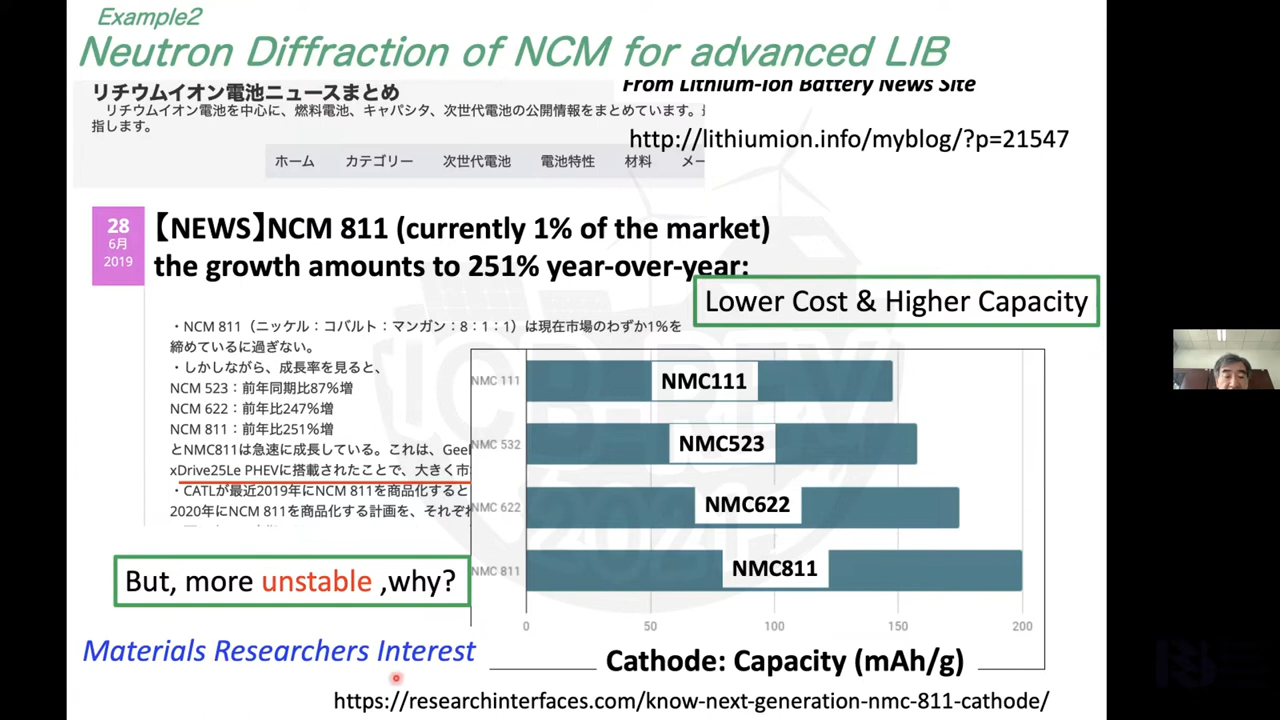 Example2
Neutron Diffraction of NCM for advanced LIB
リチウムイオン電池ニュースまとめ
From Lithium-Ion Battery News Site
リチウムイオン電池を中心に、燃料電池、キャパシタ、次世代電池の公開情報をまとめています。
指します。
http://lithiumion.info/myblog/?p=21547
ホーム カテゴリー 次世代電池 電池特性 材料 メー
28
6月
2019
【NEWS】NCM 811 (currently 1% of the market)
the growth amounts to 251% year-over-year:
Lower Cost & Higher Capacity
・NCM 811（ニッケル：コバルト：マンガン：8：1：1）は現在市場のわずか1％を
締めているに過ぎない。
・しかしながら、成長率を見ると、
NCM 523：前年同期比87％増
NCM 622：前年比247％増
NCM 811：前年比251％増
とNMC811は急速に成長している。これは、Geel
xDrive25Le PHEVに搭載されたことで、大きく市
・CATLが最近2019年にNCM 811を商品化すると
2020年にNCM 811を商品化する計画を、それぞれ
NMC 111 NMC111
NMC 532 NMC523
NMC 622 NMC622
NMC 811 NMC811
0 50 100 150 200
Cathode: Capacity (mAh/g)
But, more unstable ,why?
Materials Researchers Interest
https://researchinterfaces.com/know-next-generation-nmc-811-cathode/
ICDeREV
2021